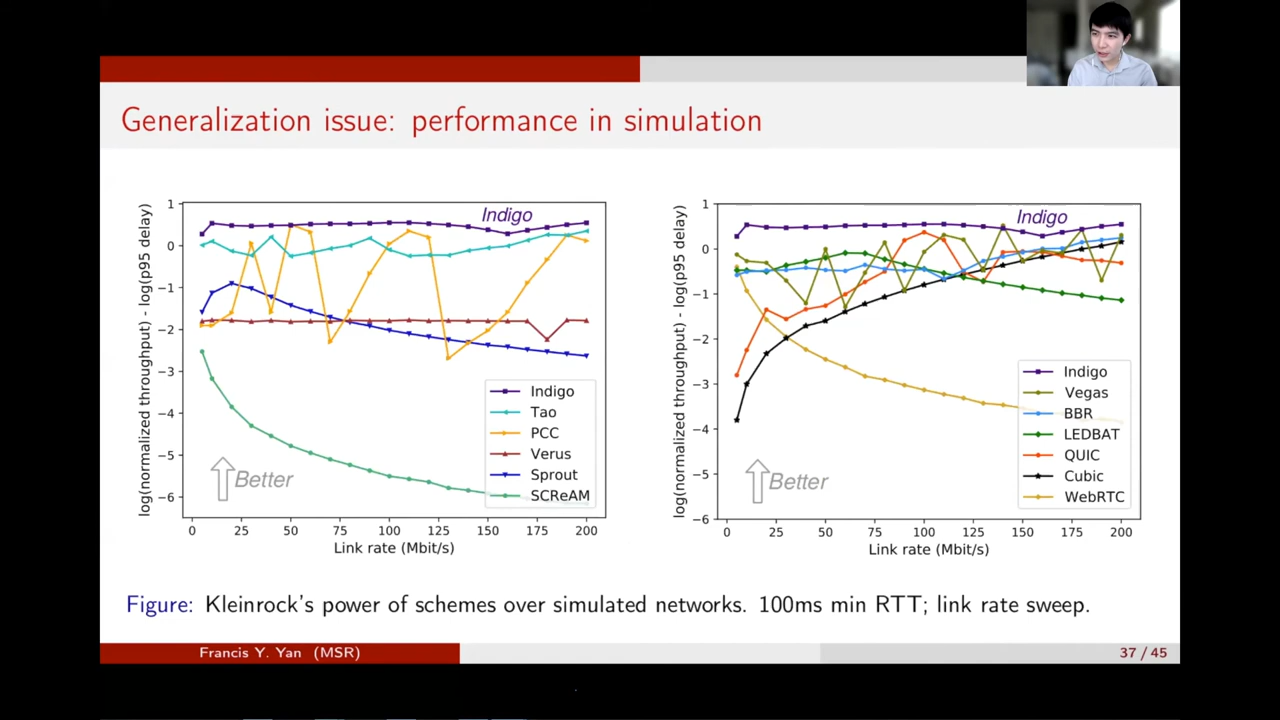 Generalization issue: performance in simulation
log(normalized throughput) - log(p95 delay)
1
0
−1
−2
−3
−4
−5
−6
Indigo
Better
Indigo
Tao
PCC
Verus
Sprout
SCReAM
0 25 50 75 100 125 150 175 200
Link rate (Mbit/s)
log(normalized throughput) - log(p95 delay)
1
0
−1
−2
−3
−4
−5
−6
Indigo
Better
Indigo
Vegas
BBR
LEDBAT
QUIC
Cubic
WebRTC
0 25 50 75 100 125 150 175 200
Link rate (Mbit/s)
Figure: Kleinrock's power of schemes over simulated networks. 100ms min RTT; link rate sweep.
Francis Y. Yan (MSR)
37 / 45